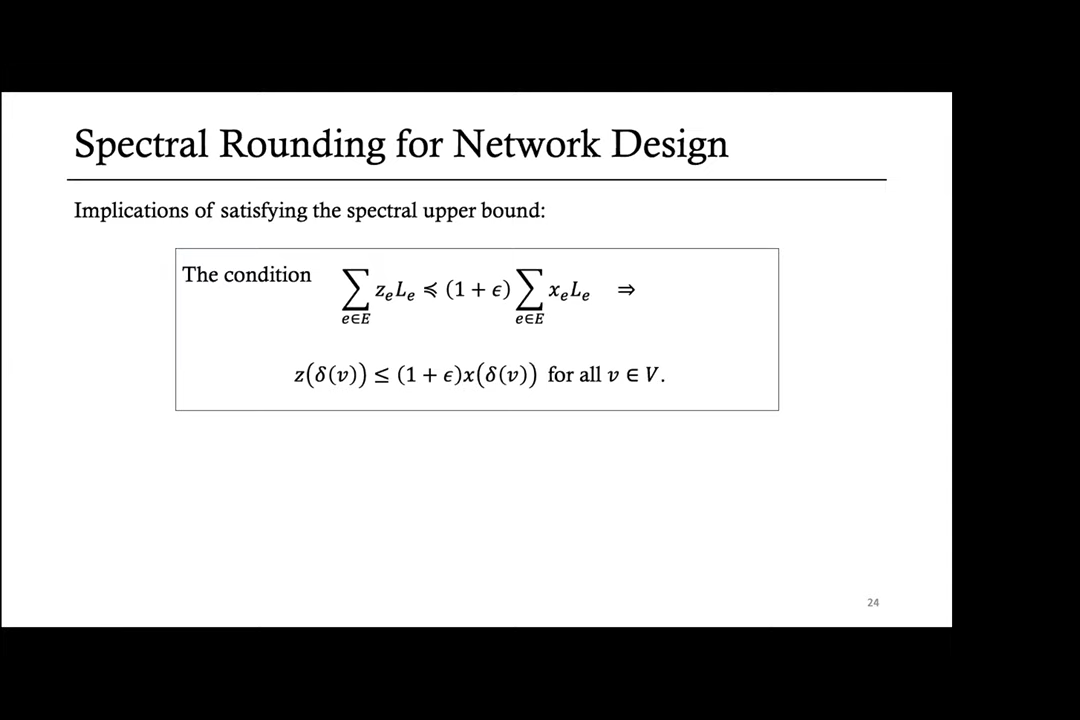 Spectral Rounding for Network Design
Implications of satisfying the spectral upper bound:
The condition ∑_{e∈E} z_e L_e ≼ (1 + ϵ) ∑_{e∈E} x_e L_e ⇒
z(δ(v)) ≤ (1 + ϵ)x(δ(v)) for all v ∈ V.
24